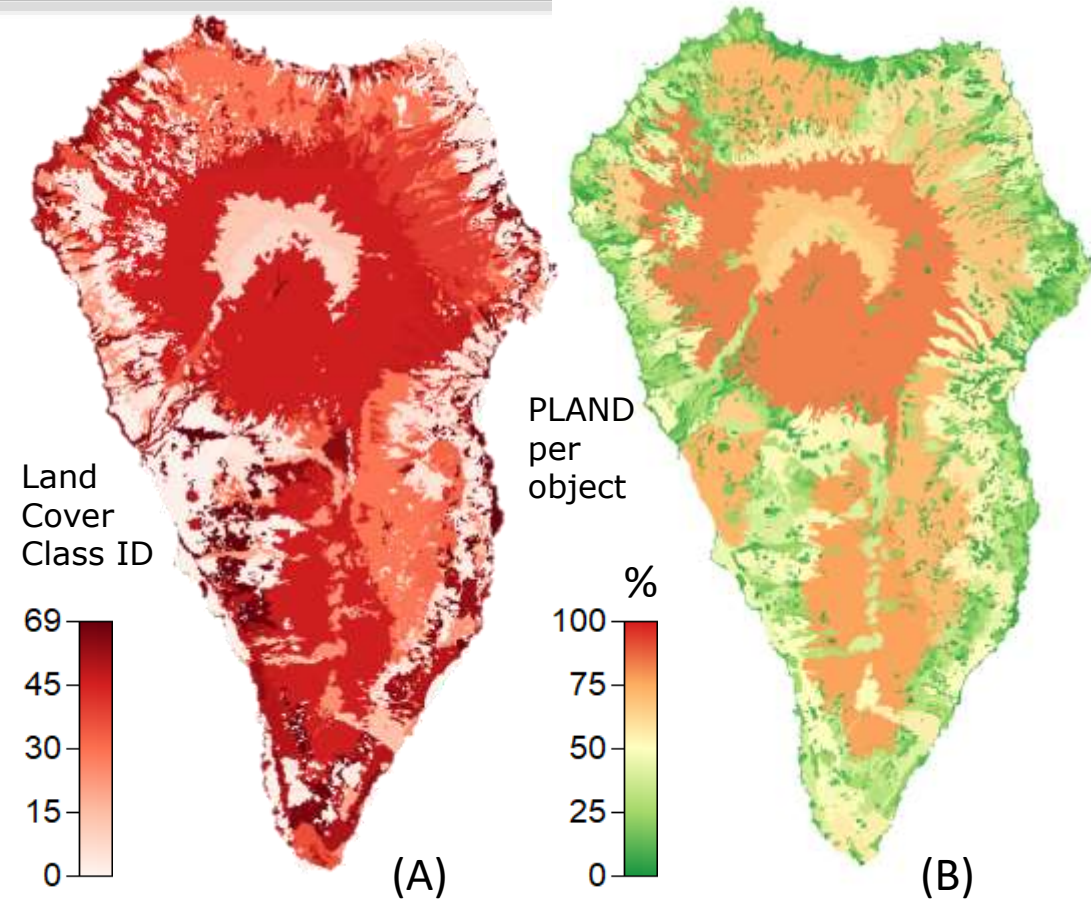 Land
Cover
Class ID
69
45
30
15
0
(A)
PLAND
per
object
%
100
75
50
25
0
(B)